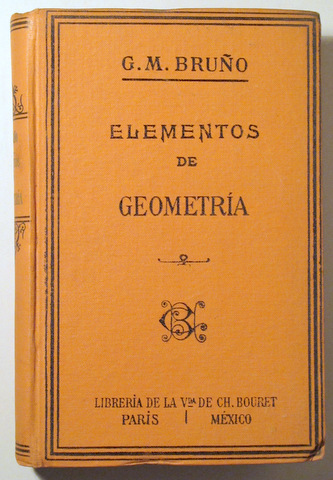 G. M. BRUÑO
ELEMENTOS
DE
GEOMETRÍA
LIBRERÍA DE LA Vda DE CH. BOURET
PARÍS MÉXICO